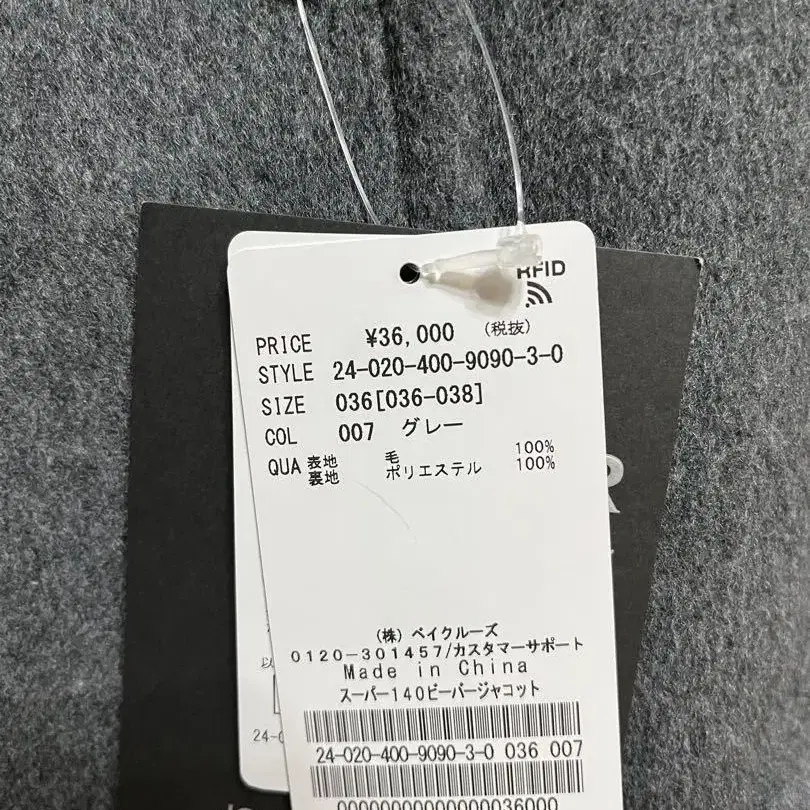 RFID
PRICE ¥36,000 (税抜)
STYLE 24-020-400-9090-3-0
SIZE 036[036-038]
COL 007 グレー
QUA 表地 毛 100%
裏地 ポリエステル 100%
(株) ベイクルーズ
0120-301457/カスタマーサポート
Made in China
スーパー140ビーバージャコット
24-020-400-9090-3-0 036 007
00000000000000036000
以
24-0
R